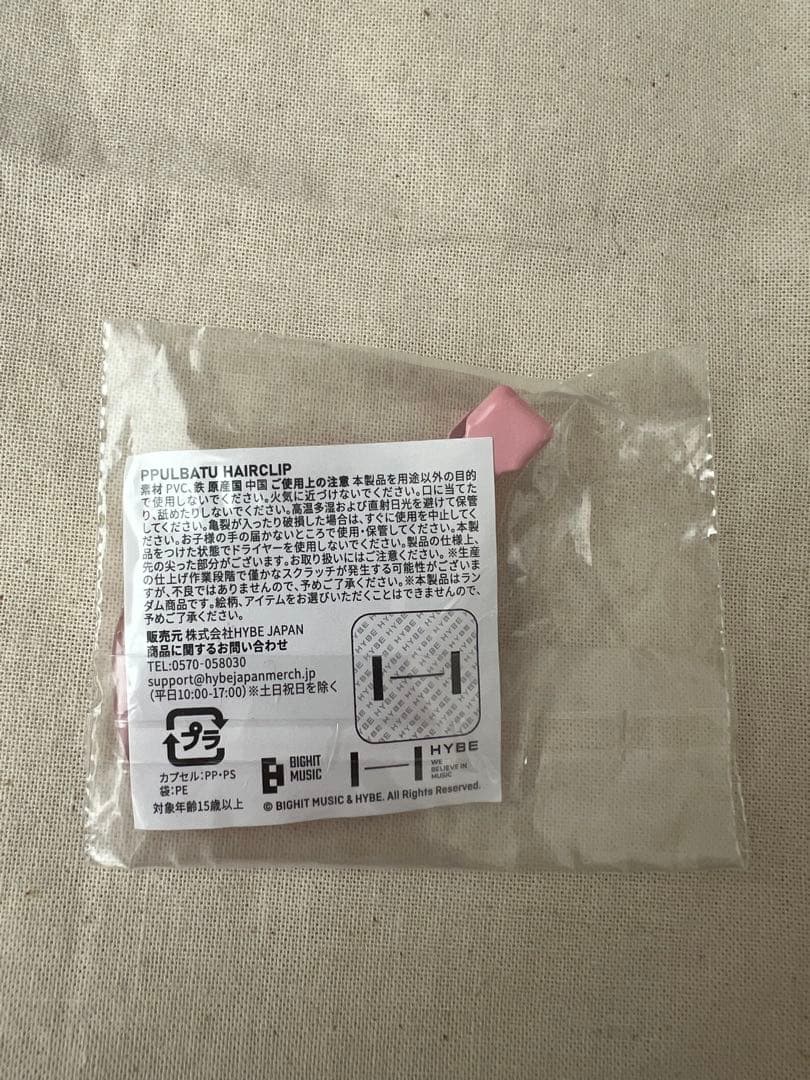 PPULBATU HAIRCLIP
素材 PVC、鉄 原産国 中国 ご使用上の注意 本製品を用途以外の目的
で使用しないでください。火気に近づけないでください。口に当てた
り、舐めたりしないでください。高温多湿および直射日光を避けて保管
してください。亀裂が入ったり破損した場合は、すぐに使用を中止してく
ださい。お子様の手の届かないところで使用・保管してください。本製
品をつけた状態でドライヤーを使用しないでください。製品の仕様上、
先の尖った部分がございます。お取り扱いにはご注意ください。※生産
の仕上げ作業段階で僅かなスクラッチが発生する可能性がございま
すが、不良ではありませんので、予めご了承ください。※本製品はラン
ダム商品です。絵柄、アイテムをお選びいただくことはできませんので、
予めご了承ください。
販売元 株式会社HYBE JAPAN
商品に関するお問い合わせ
TEL:0570-058030
support@hybejapanmerch.jp
(平日10:00-17:00)※土日祝日を除く
プラ
カプセル:PP・PS
袋:PE
対象年齢15歳以上
BIGHIT
MUSIC
HYBE
WE
BELIEVE IN
MUSIC
© BIGHIT MUSIC & HYBE. All Rights Reserved.